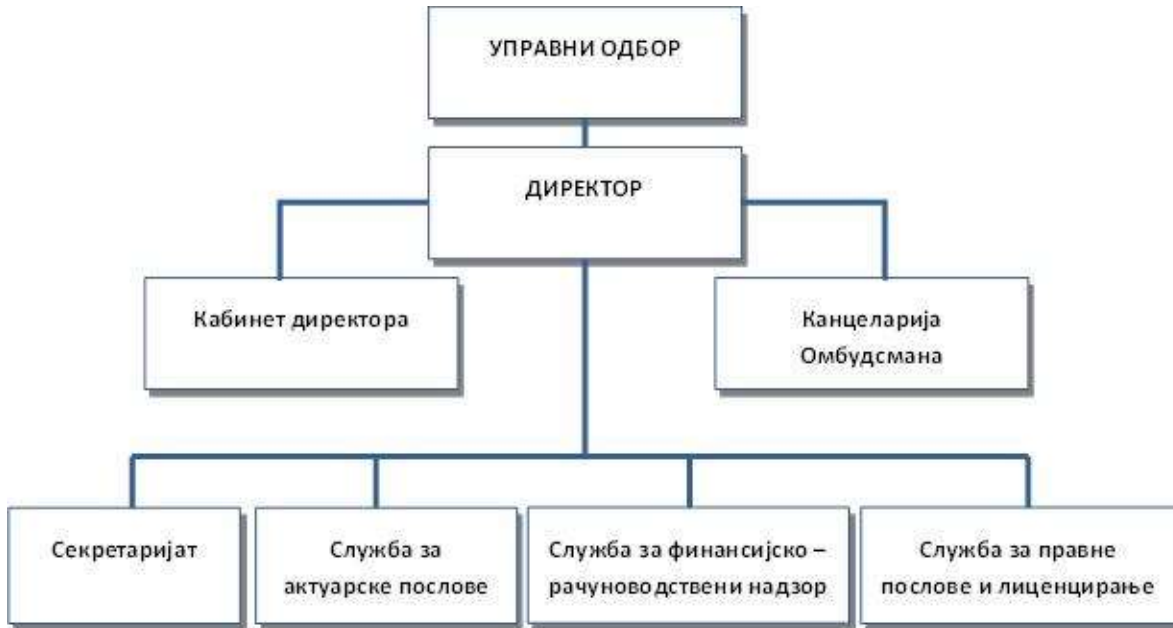 УПРАВНИ ОДБОР
ДИРЕКТОР
Кабинет директора
Канцеларија
Омбудсмана
Секретаријат
Служба за
актуарске послове
Служба за финансијско –
рачуноводствени надзор
Служба за правне
послове и лиценцирање